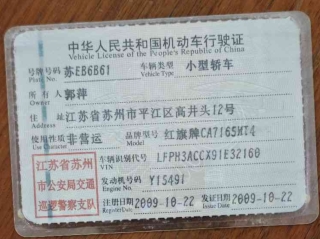 中华人民共和国机动车行驶证
Vehicle License of the People's Republic of China
号牌号码 苏EB6B61 车辆类型 小型轿车
Plate No. Vehicle Type
所有人 郭萍
Owner
住址 江苏省苏州市平江区高井头12号
Address
使用性质 非营运 品牌型号 红旗牌CA7165MT4
Use Character Model
江苏省苏州
市公安局交通
巡逻警察支队
车辆识别代号 LFPH3ACCX91E32160
VIN
发动机号码 Y15491
Engine No.
注册日期 2009-10-22 发证日期 2009-10-22
Register Date Issue Date